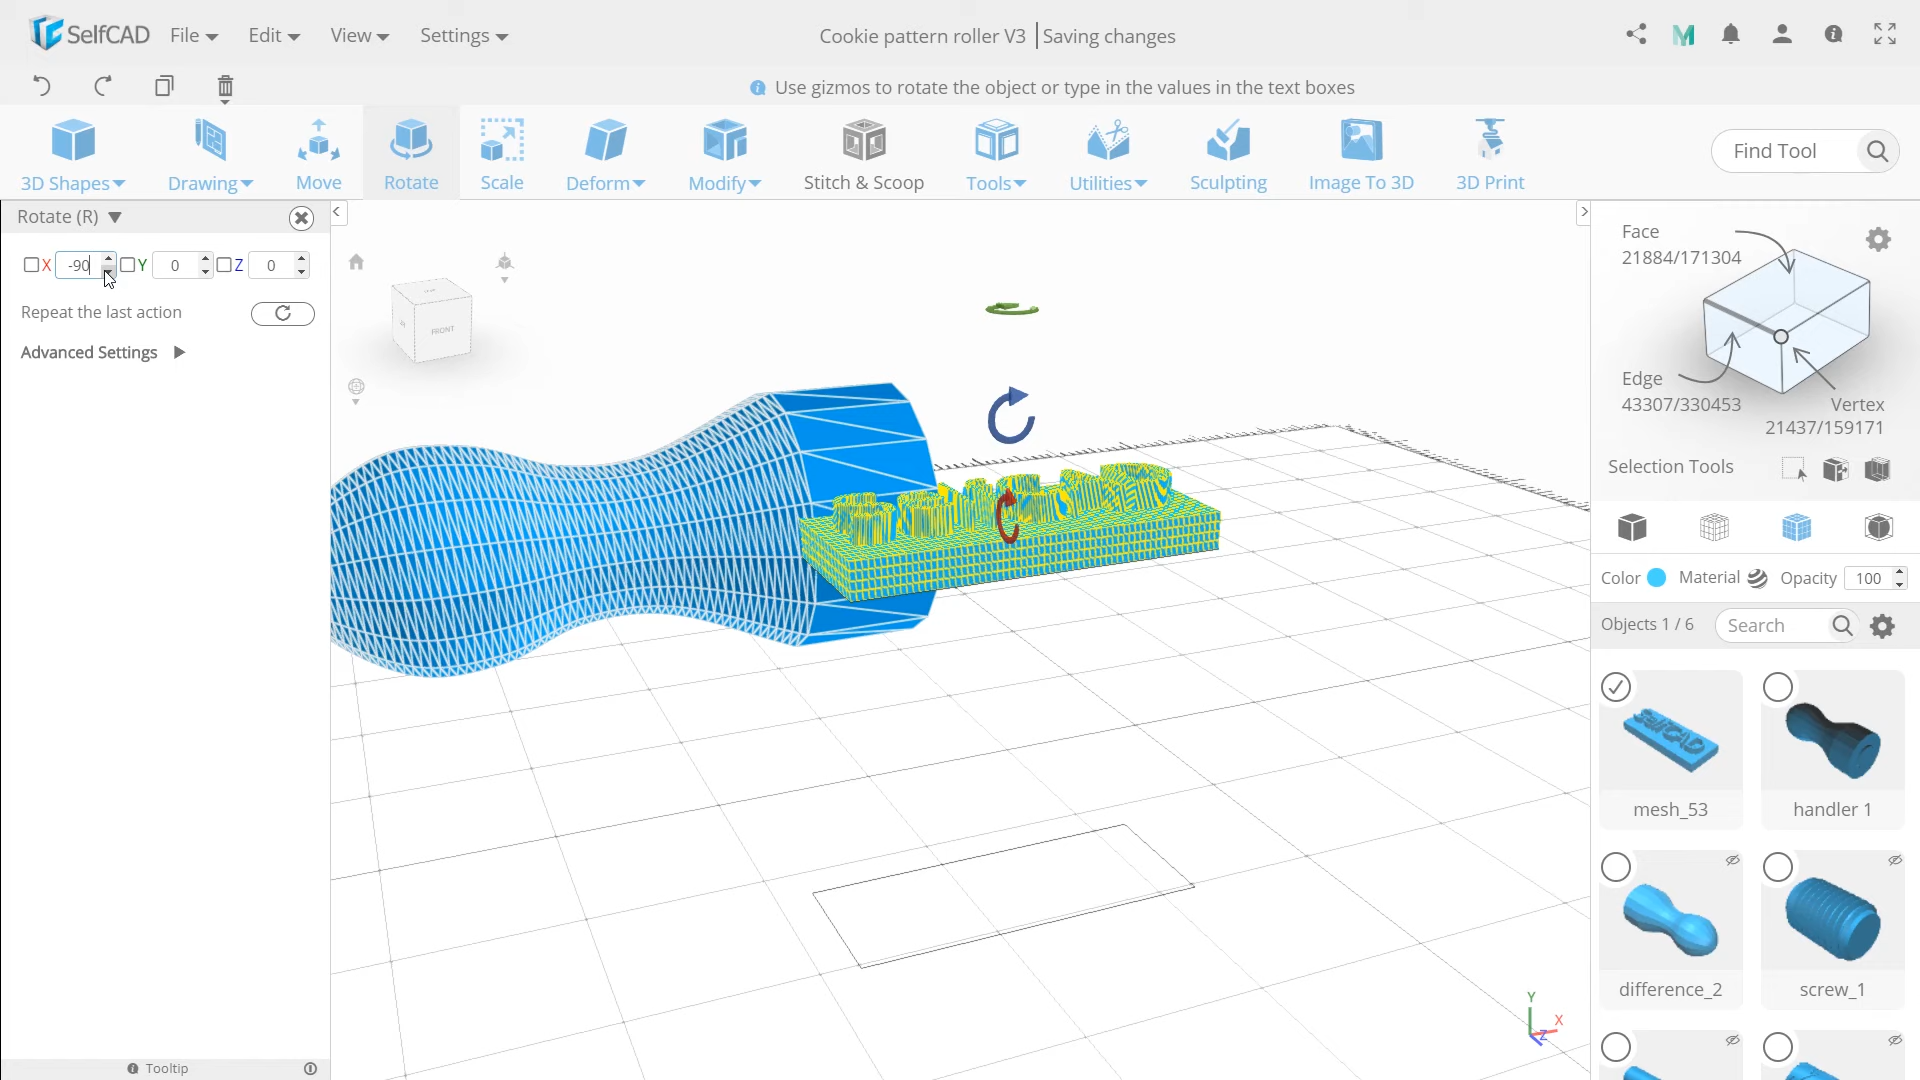 SelfCAD File Edit View Settings
Cookie pattern roller V3 Saving changes
Use gizmos to rotate the object or type in the values in the text boxes
3D Shapes Drawing Move Rotate Scale Deform Modify Stitch & Scoop Tools Utilities Sculpting Image To 3D 3D Print
Find Tool
Rotate (R)
X -90 Y 0 Z 0
Repeat the last action
Advanced Settings
FRONT
Face
21884/171304
Edge
43307/330453
Vertex
21437/159171
Selection Tools
Color Material Opacity 100
Objects 1 / 6 Search
SelfCAD
mesh_53 handler 1
difference_2 screw_1
Y
X
Z
Tooltip